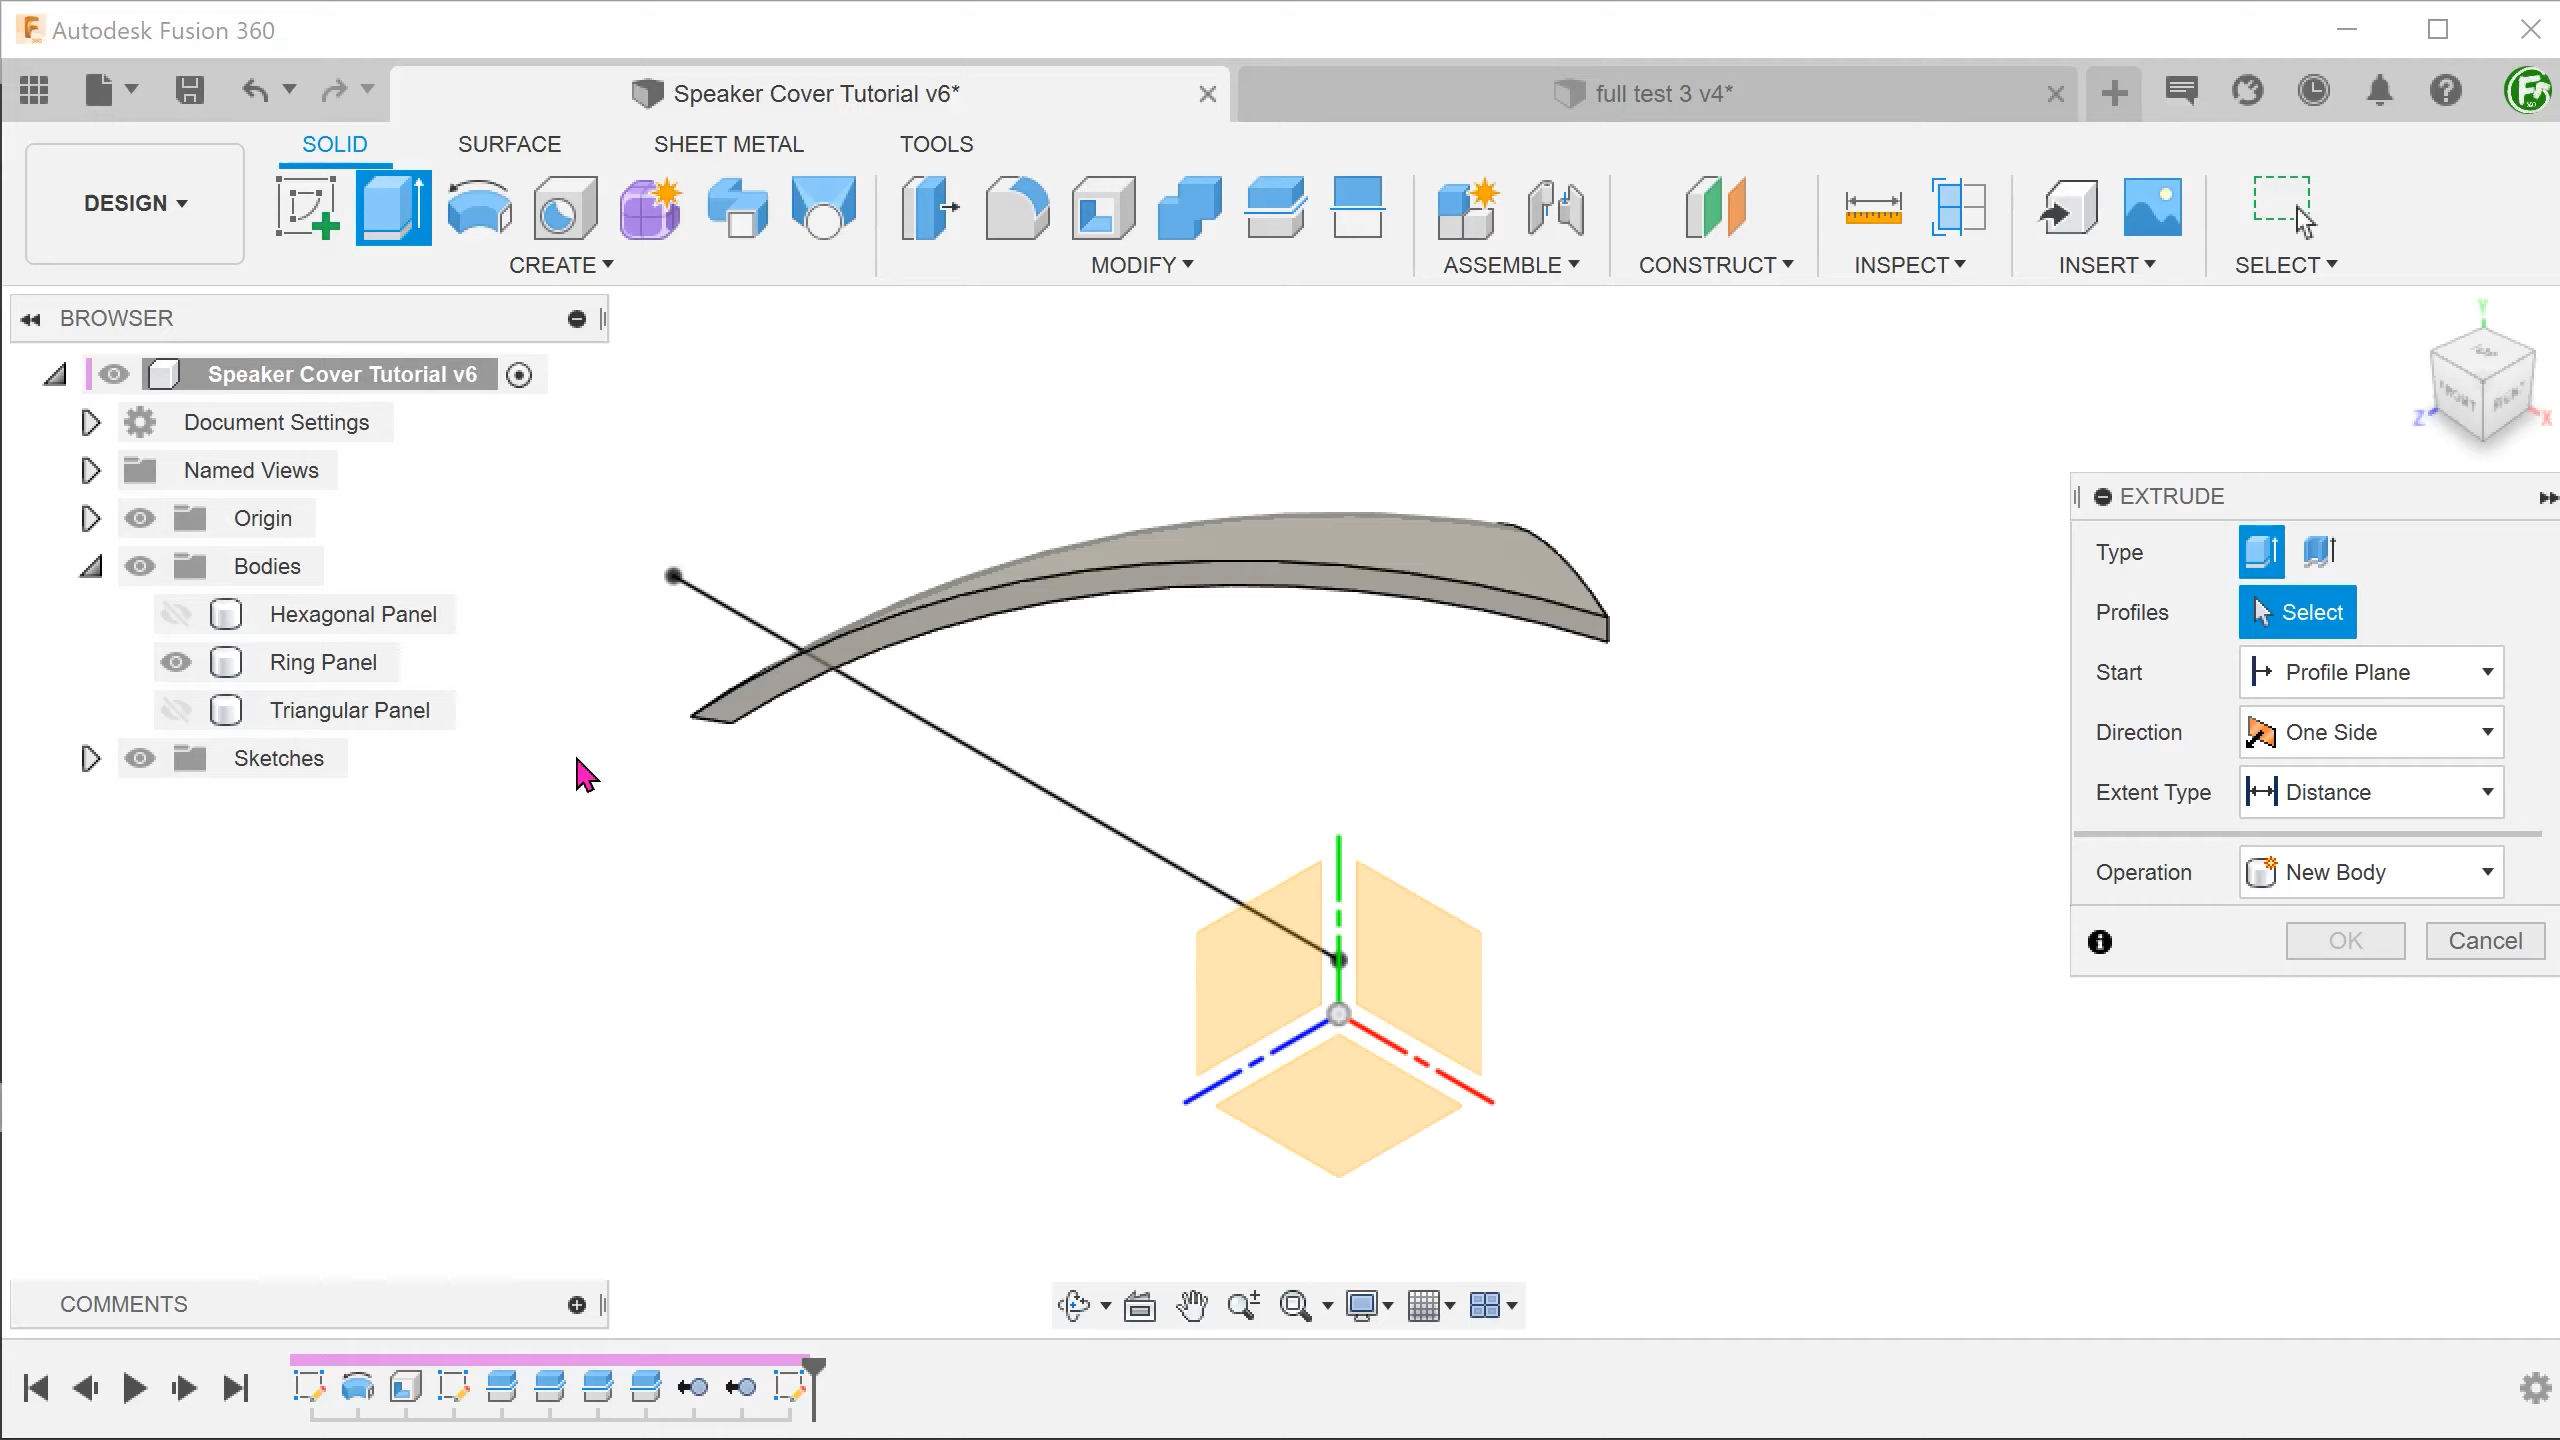 Autodesk Fusion 360
Speaker Cover Tutorial v6*
full test 3 v4*
SOLID SURFACE SHEET METAL TOOLS
DESIGN
CREATE MODIFY ASSEMBLE CONSTRUCT INSPECT INSERT SELECT
BROWSER
Speaker Cover Tutorial v6
Document Settings
Named Views
Origin
Bodies
Hexagonal Panel
Ring Panel
Triangular Panel
Sketches
Y
FRONT RIGHT
Z X
EXTRUDE
Type
Profiles Select
Start Profile Plane
Direction One Side
Extent Type Distance
Operation New Body
OK Cancel
COMMENTS